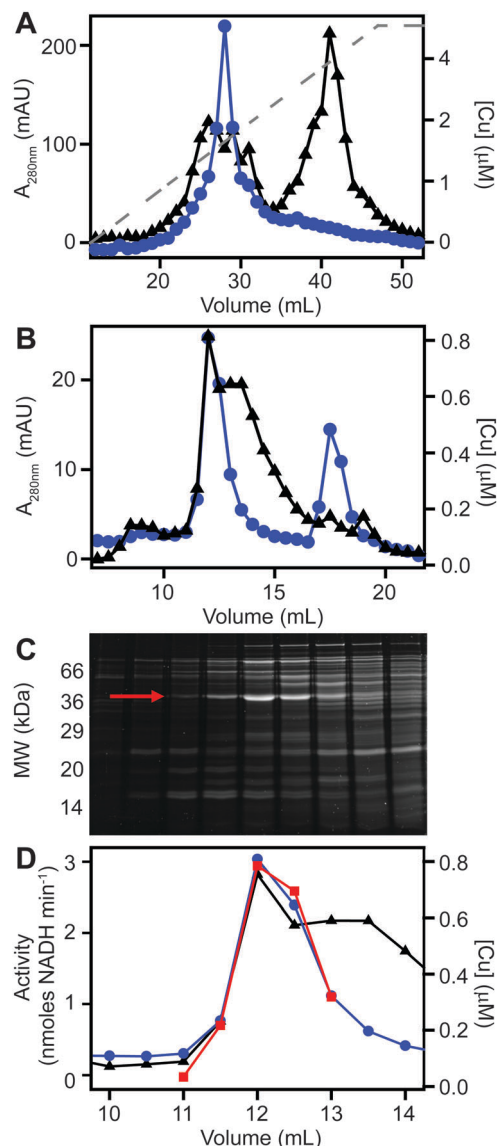 A
A280nm (mAU)
200
100
0
[Cu] (μM)
4
2
1
0
20 30 40 50
Volume (mL)
B
A280nm (mAU)
20
10
0
[Cu] (μM)
0.8
0.6
0.4
0.2
0.0
10 15 20
Volume (mL)
C
MW (kDa)
66
36
29
20
14
D
Activity
(nmoles NADH min-1)
3
2
1
0
[Cu] (μM)
0.8
0.6
0.4
0.2
0.0
10 11 12 13 14
Volume (mL)